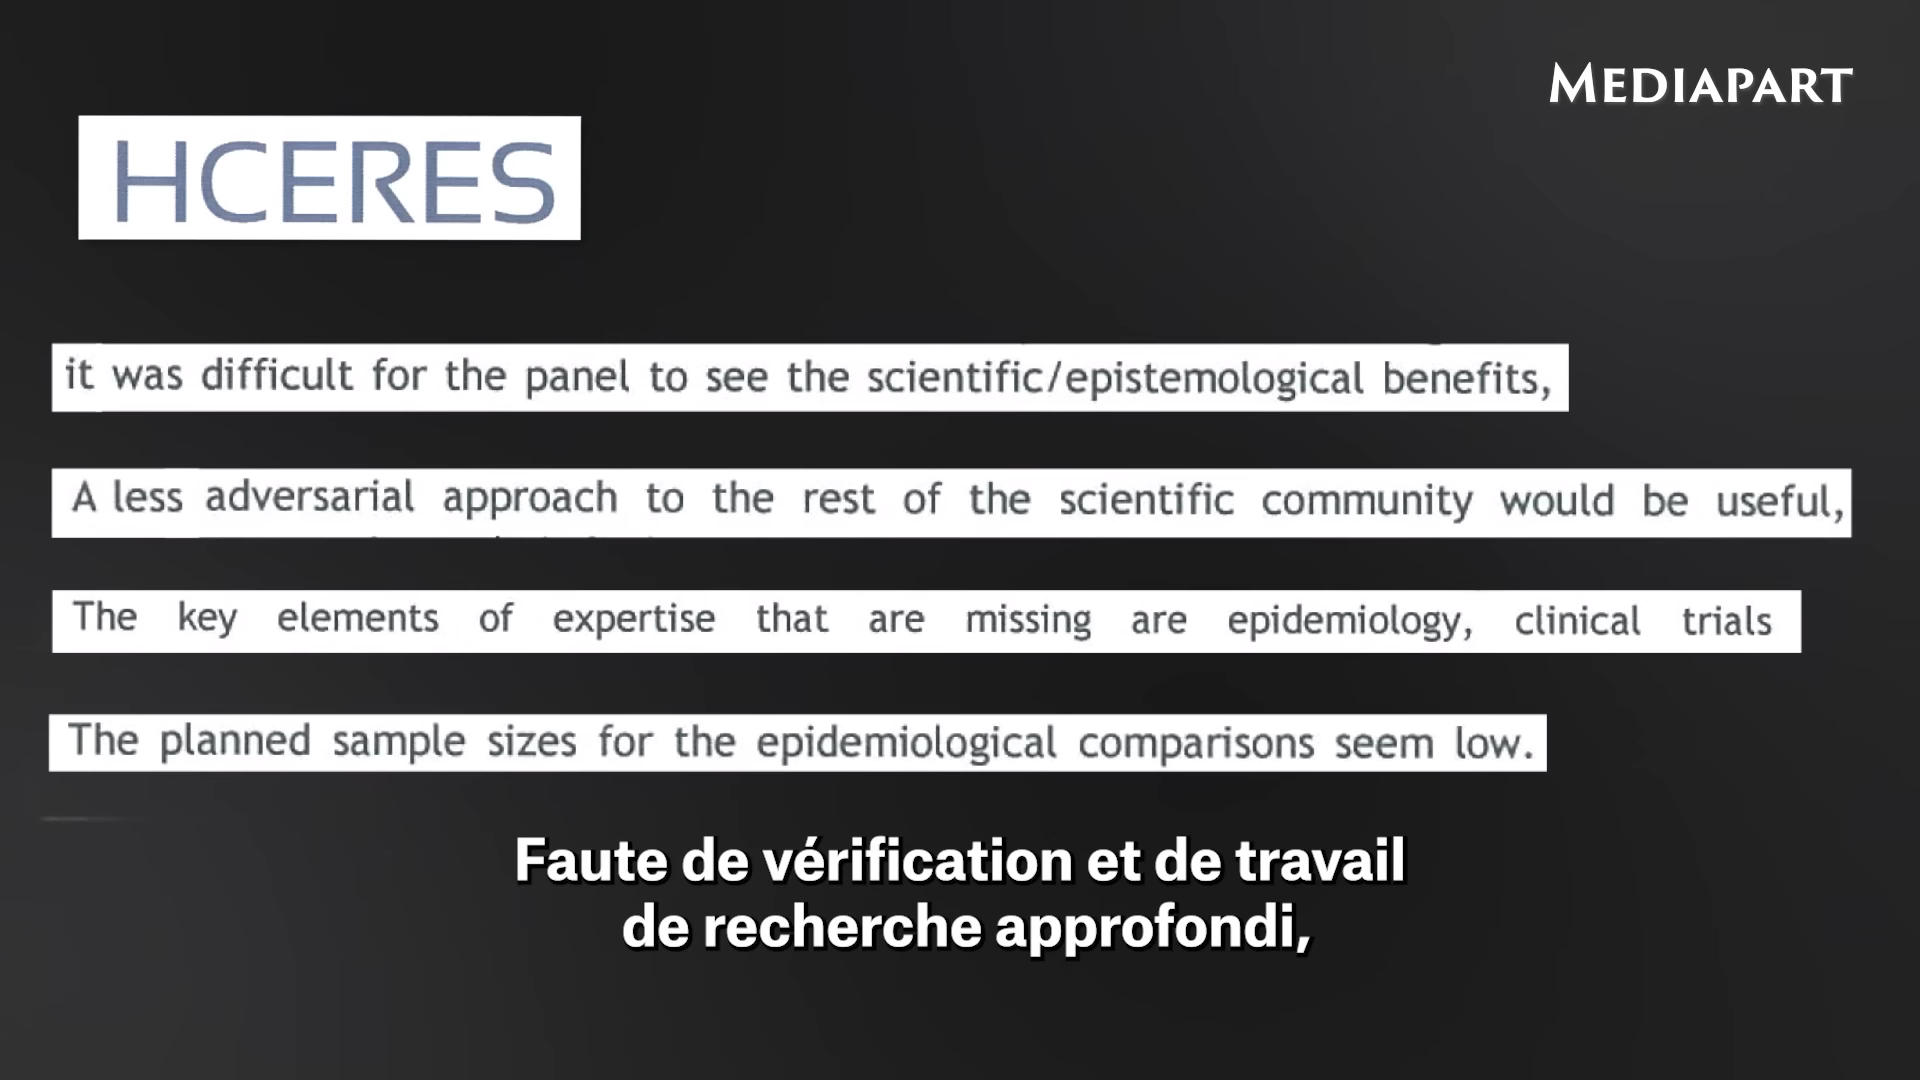 MEDIAPART
HCERES
it was difficult for the panel to see the scientific/epistemological benefits,
A less adversarial approach to the rest of the scientific community would be useful,
The key elements of expertise that are missing are epidemiology, clinical trials
The planned sample sizes for the epidemiological comparisons seem low.
Faute de vérification et de travail
de recherche approfondi,